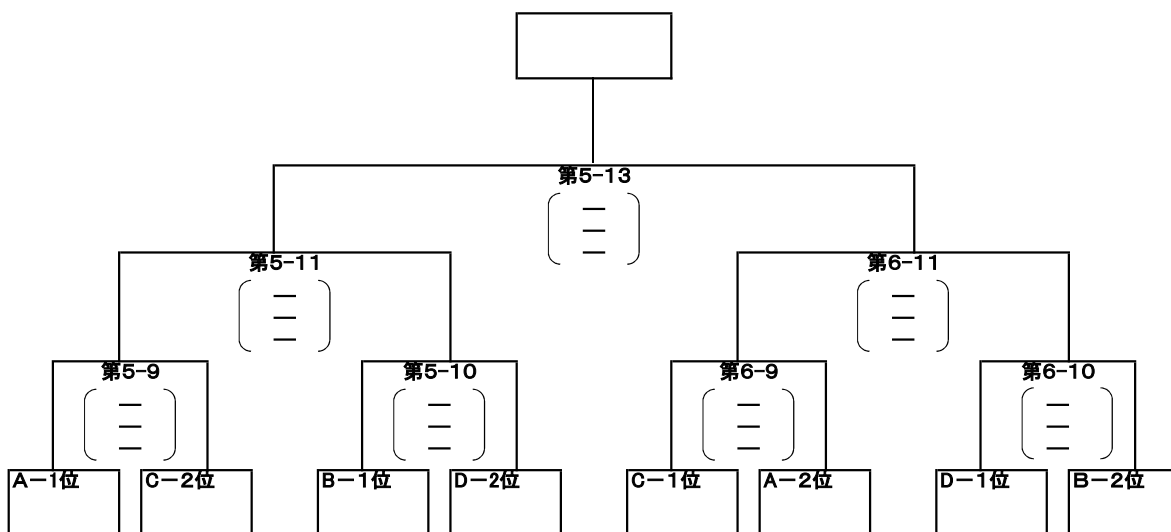 第5-13
第5-11
第6-11
第5-9
第5-10
第6-9
第6-10
A－1位
C－2位
B－1位
D－2位
C－1位
A－2位
D－1位
B－2位